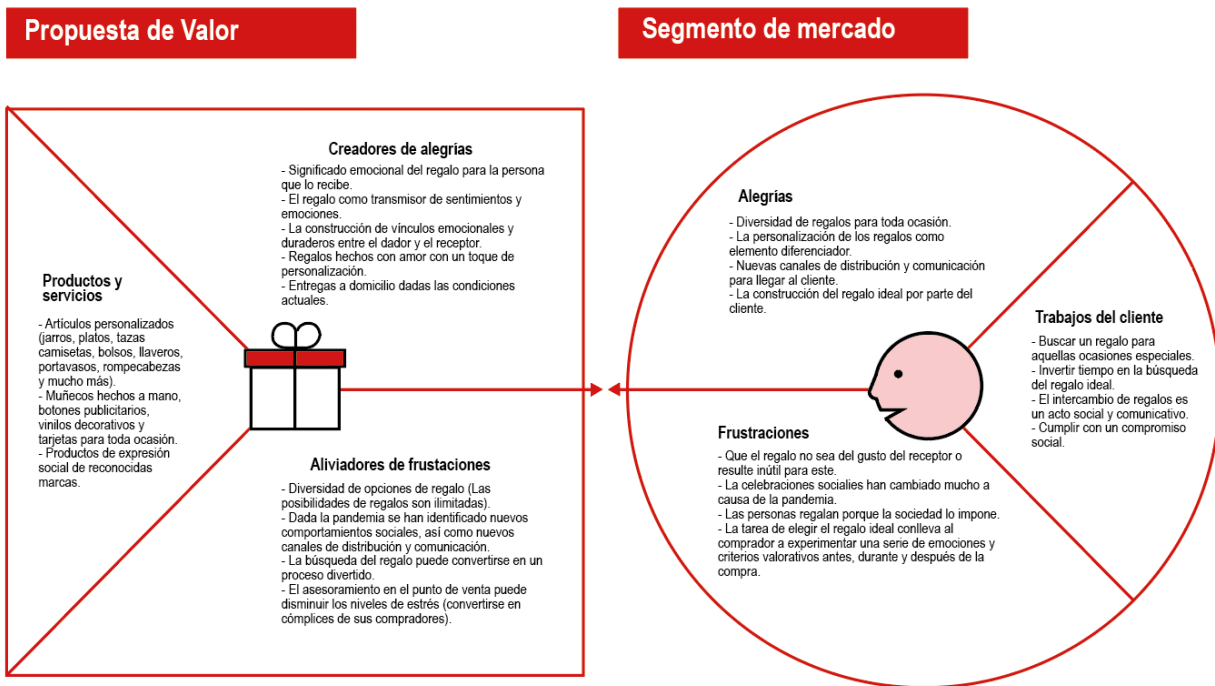 Propuesta de Valor
Segmento de mercado
Creadores de alegrías
- Significado emocional del regalo para la persona
que lo recibe.
- El regalo como transmisor de sentimientos y
emociones.
- La construcción de vínculos emocionales y
duraderos entre el dador y el receptor.
- Regalos hechos con amor con un toque de
personalización.
- Entregas a domicilio dadas las condiciones
actuales.
Productos y
servicios
- Artículos personalizados
(jarros, platos, tazas
camisetas, bolsos, llaveros,
portavasos, rompecabezas
y mucho más).
- Muñecos hechos a mano,
botones publicitarios,
vinilos decorativos y
tarjetas para toda ocasión.
- Productos de expresión
social de reconocidas
marcas.
Aliviadores de frustaciones
- Diversidad de opciones de regalo (Las
posibilidades de regalos son ilimitadas).
- Dada la pandemia se han identificado nuevos
comportamientos sociales, así como nuevos
canales de distribución y comunicación.
- La búsqueda del regalo puede convertirse en un
proceso divertido.
- El asesoramiento en el punto de venta puede
disminuir los niveles de estrés (convertirse en
cómplices de sus compradores).
Alegrías
- Diversidad de regalos para toda ocasión.
- La personalización de los regalos como
elemento diferenciador.
- Nuevas canales de distribución y comunicación
para llegar al cliente.
- La construcción del regalo ideal por parte del
cliente.
Trabajos del cliente
- Buscar un regalo para
aquellas ocasiones especiales.
- Invertir tiempo en la búsqueda
del regalo ideal.
- El intercambio de regalos es
un acto social y comunicativo.
- Cumplir con un compromiso
social.
Frustraciones
- Que el regalo no sea del gusto del receptor o
resulte inútil para este.
- La celebraciones socialies han cambiado mucho a
causa de la pandemia.
- Las personas regalan porque la sociedad lo impone.
- La tarea de elegir el regalo ideal conlleva al
comprador a experimentar una serie de emociones y
criterios valorativos antes, durante y después de la
compra.